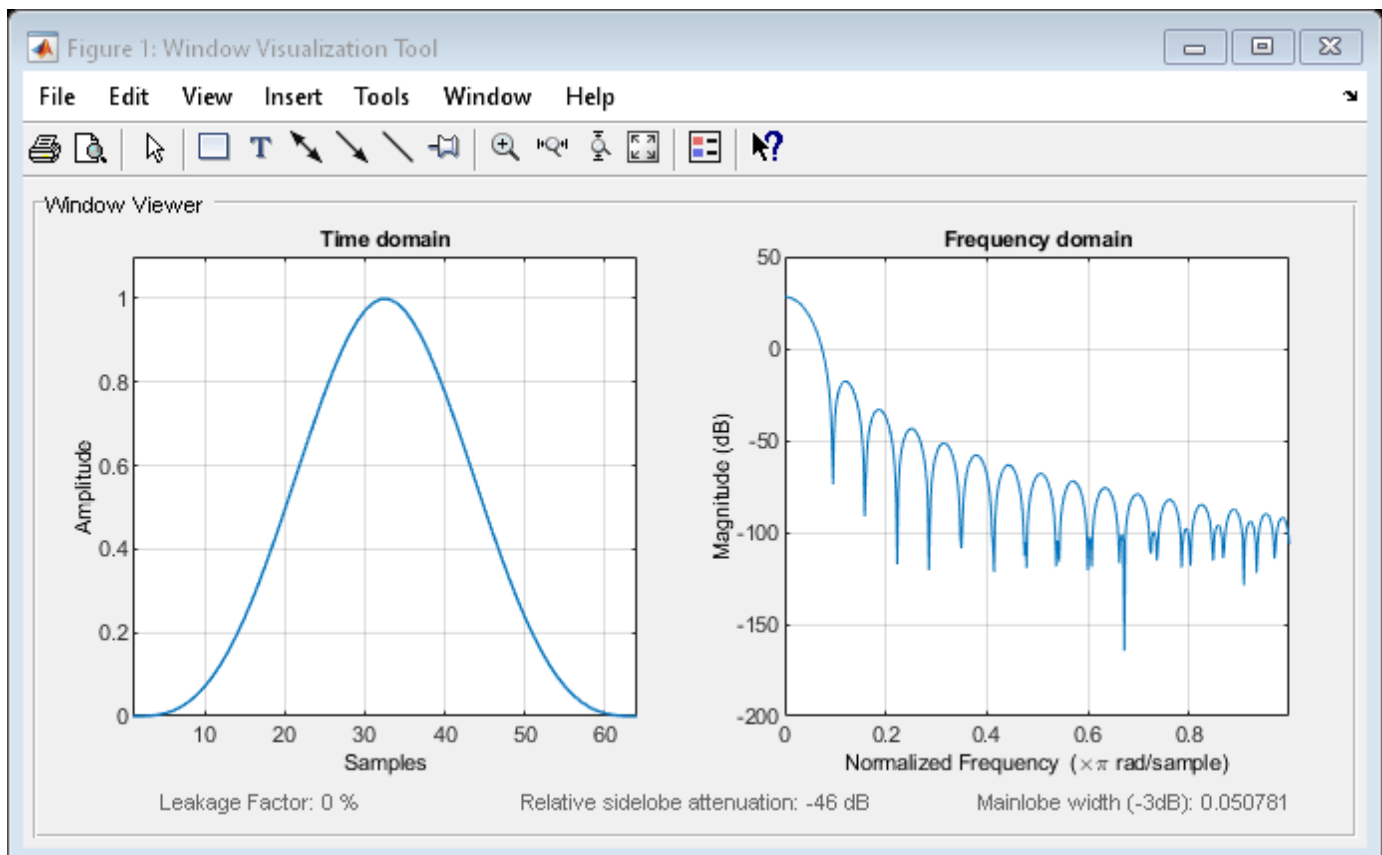 Figure 1: Window Visualization Tool
File Edit View Insert Tools Window Help
T
?
Window Viewer
Time domain
1
0.8
0.6
0.4
0.2
0
Amplitude
10 20 30 40 50 60
Samples
Frequency domain
50
0
-50
-100
-150
-200
Magnitude (dB)
0 0.2 0.4 0.6 0.8
Normalized Frequency (×π rad/sample)
Leakage Factor: 0 % Relative sidelobe attenuation: -46 dB Mainlobe width (-3dB): 0.050781